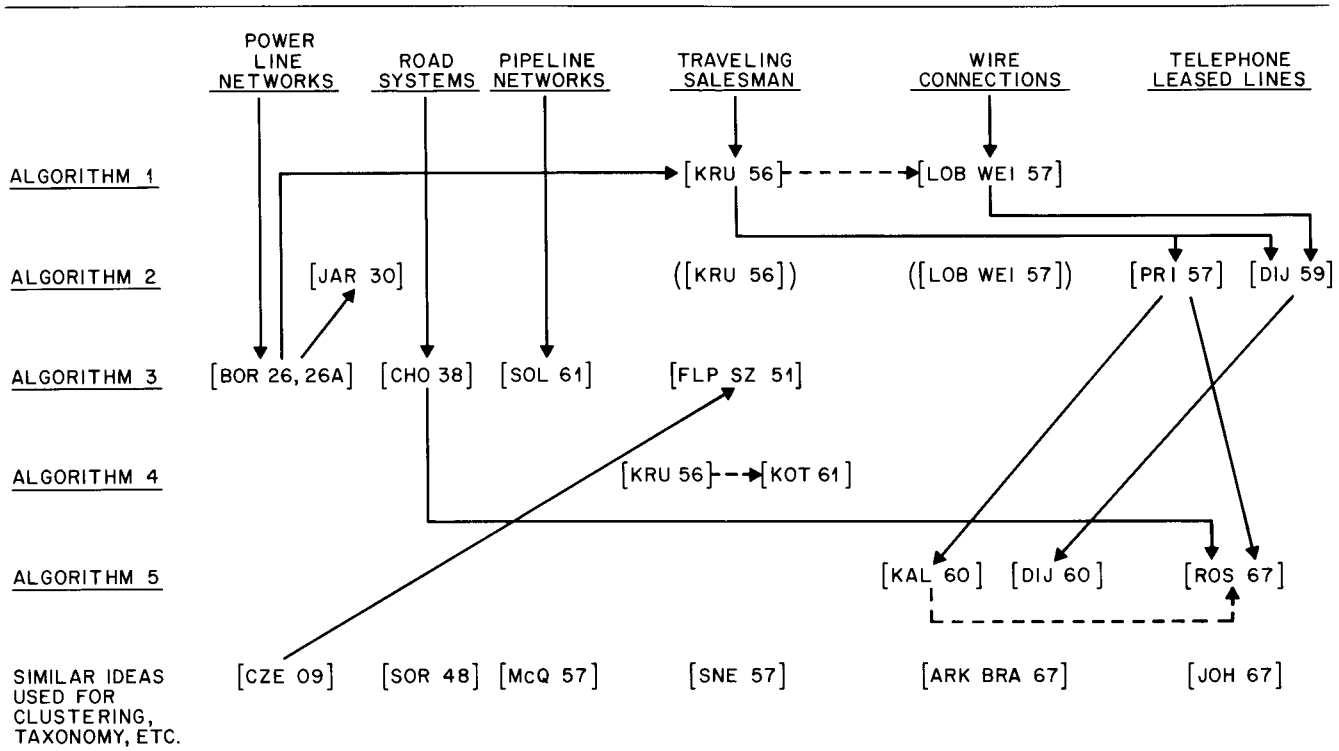 POWER
LINE
NETWORKS
ROAD
SYSTEMS
PIPELINE
NETWORKS
TRAVELING
SALESMAN
WIRE
CONNECTIONS
TELEPHONE
LEASED LINES
ALGORITHM 1
[KRU 56]
[LOB WEI 57]
ALGORITHM 2
[JAR 30]
([KRU 56])
([LOB WEI 57])
[PRI 57]
[DIJ 59]
ALGORITHM 3
[BOR 26, 26A]
[CHO 38]
[SOL 61]
[FLP SZ 51]
ALGORITHM 4
[KRU 56]
[KOT 61]
ALGORITHM 5
[KAL 60]
[DIJ 60]
[ROS 67]
SIMILAR IDEAS
USED FOR
CLUSTERING,
TAXONOMY, ETC.
[CZE 09]
[SOR 48]
[McQ 57]
[SNE 57]
[ARK BRA 67]
[JOH 67]